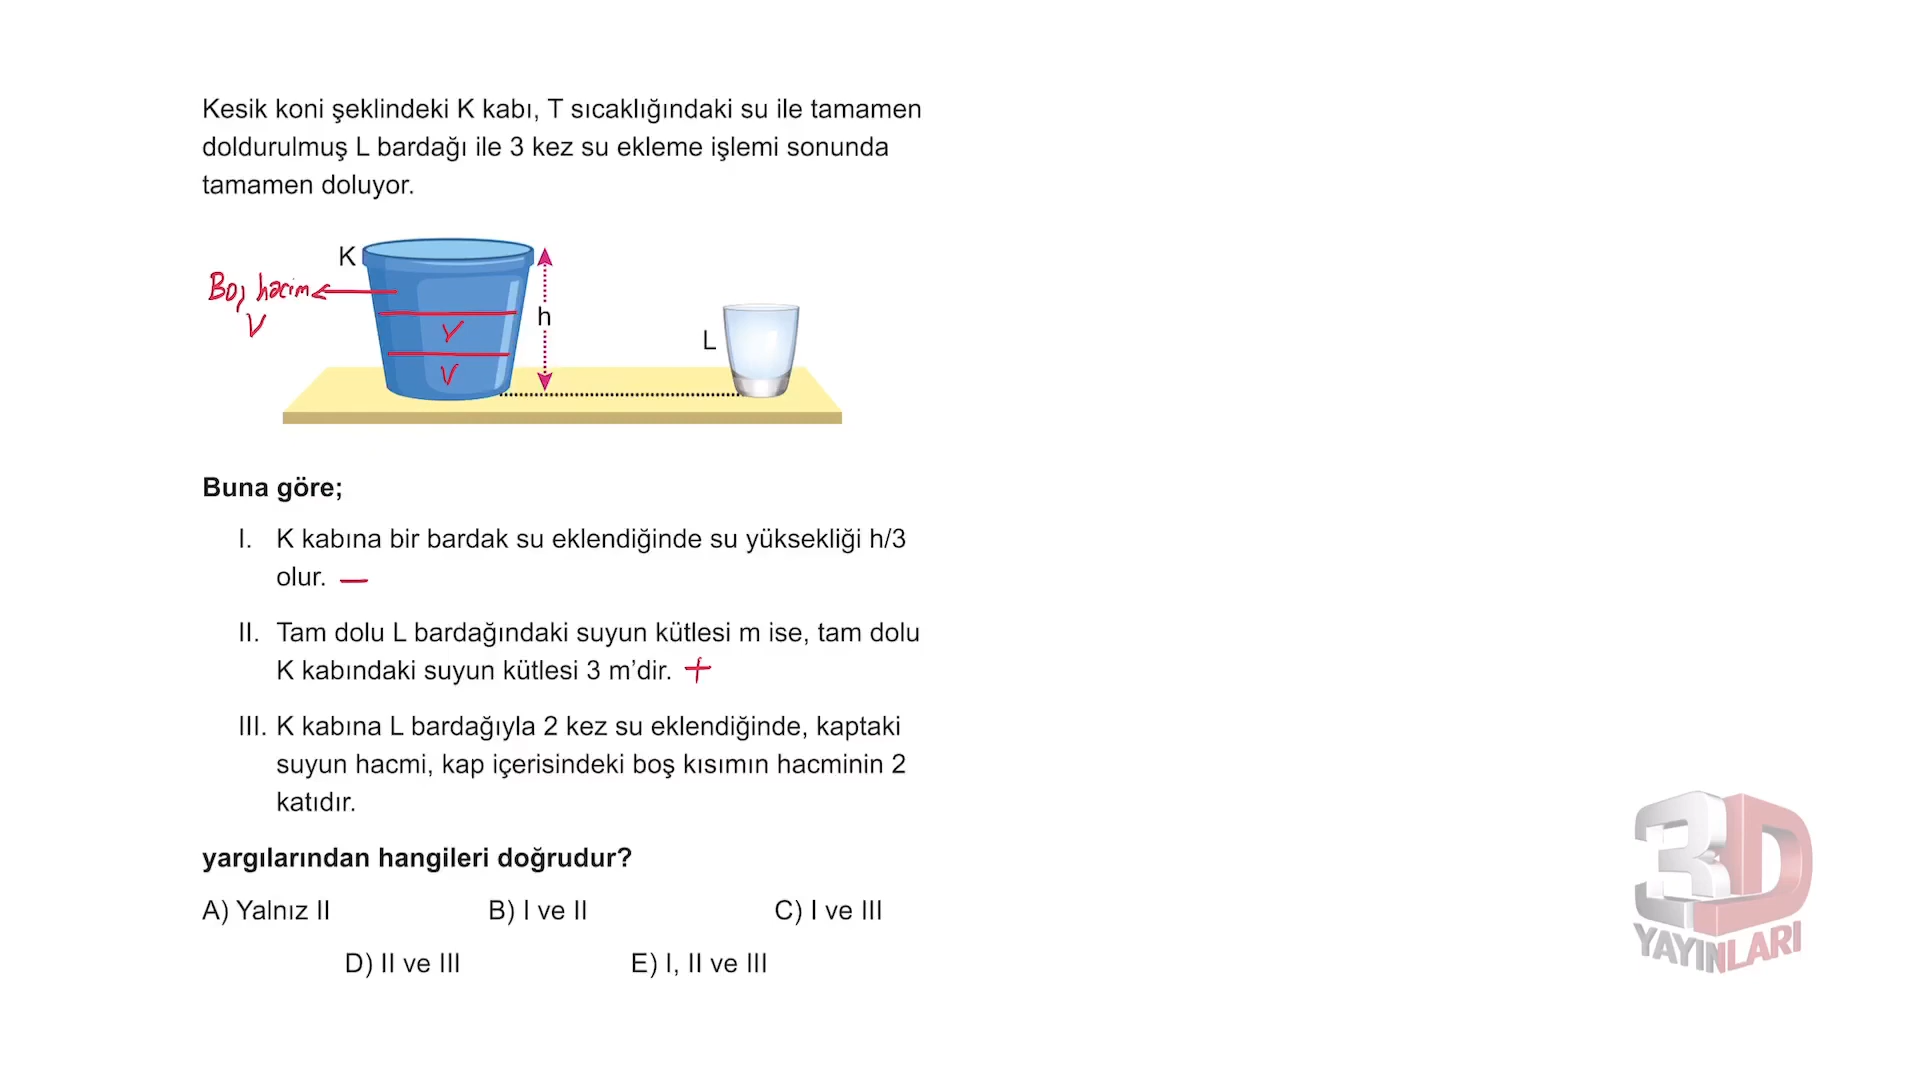 Kesik koni şeklindeki K kabı, T sıcaklığındaki su ile tamamen
doldurulmuş L bardağı ile 3 kez su ekleme işlemi sonunda
tamamen doluyor.
K
Boş hacim
V
h
L
V
V
Buna göre;
I. K kabına bir bardak su eklendiğinde su yüksekliği h/3
olur. −
II. Tam dolu L bardağındaki suyun kütlesi m ise, tam dolu
K kabındaki suyun kütlesi 3 m’dir. +
III. K kabına L bardağıyla 2 kez su eklendiğinde, kaptaki
suyun hacmi, kap içerisindeki boş kısımın hacminin 2
katıdır.
yargılarından hangileri doğrudur?
A) Yalnız II B) I ve II C) I ve III
D) II ve III E) I, II ve III
3D
YAYINLARI